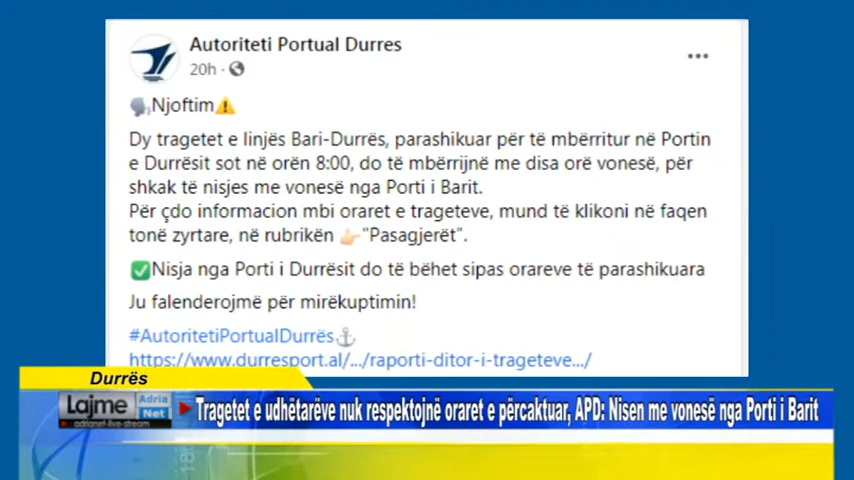 Autoriteti Portual Durres
20h ·
Njoftim
Dy tragetet e linjës Bari-Durrës, parashikuar për të mbërritur në Portin
e Durrësit sot në orën 8:00, do të mbërrijnë me disa orë vonesë, për
shkak të nisjes me vonesë nga Porti i Barit.
Për çdo informacion mbi oraret e trageteve, mund të klikoni në faqen
tonë zyrtare, në rubrikën 👉"Pasagjerët".
✅Nisja nga Porti i Durrësit do të bëhet sipas orareve të parashikuara
Ju falenderojmë për mirëkuptimin!
#AutoritetiPortualDurrës⚓
https://www.durresport.al/.../raporti-ditor-i-trageteve.../
Durrës
Lajme Adria Net
adrianet-live-stream
Tragetet e udhëtarëve nuk respektojnë oraret e përcaktuar, APD: Nisen me vonesë nga Porti i Barit